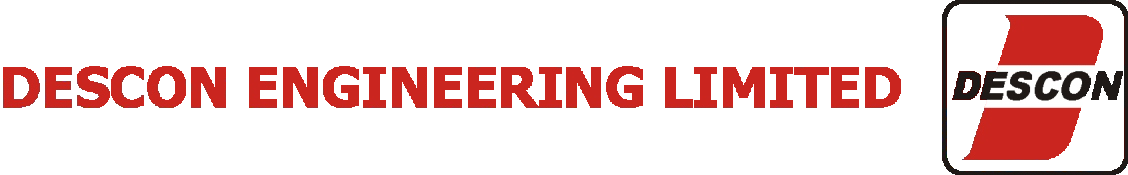 DESCON ENGINEERING LIMITED
DESCON